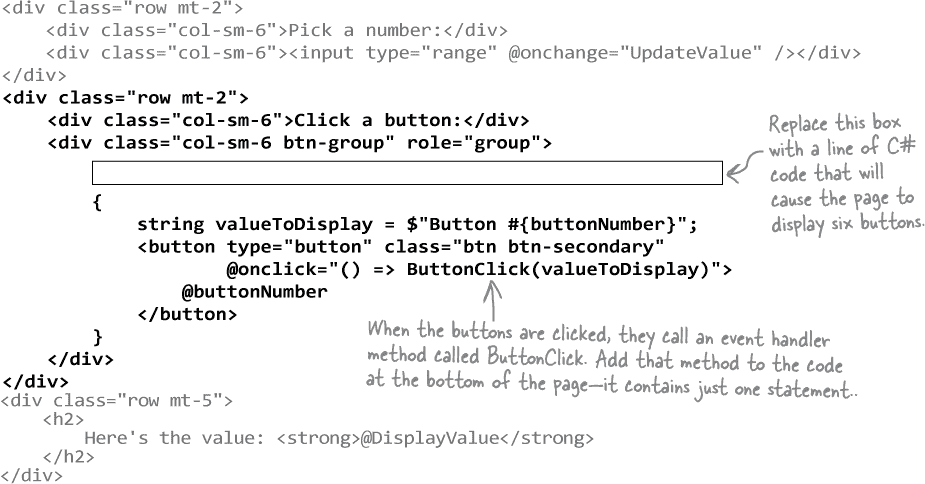 <div class="row mt-2">
    <div class="col-sm-6">Pick a number:</div>
    <div class="col-sm-6"><input type="range" @onchange="UpdateValue" /></div>
</div>
<div class="row mt-2">
    <div class="col-sm-6">Click a button:</div>
    <div class="col-sm-6 btn-group" role="group">
        {
            string valueToDisplay = $"Button #{buttonNumber}";
            <button type="button" class="btn btn-secondary"
                    @onclick="() => ButtonClick(valueToDisplay)">
                @buttonNumber
            </button>
        }
    </div>
</div>
<div class="row mt-5">
    <h2>
        Here's the value: <strong>@DisplayValue</strong>
    </h2>
</div>
Replace this box
with a line of C#
code that will
cause the page to
display six buttons.
When the buttons are clicked, they call an event handler
method called ButtonClick. Add that method to the code
at the bottom of the page—it contains just one statement..